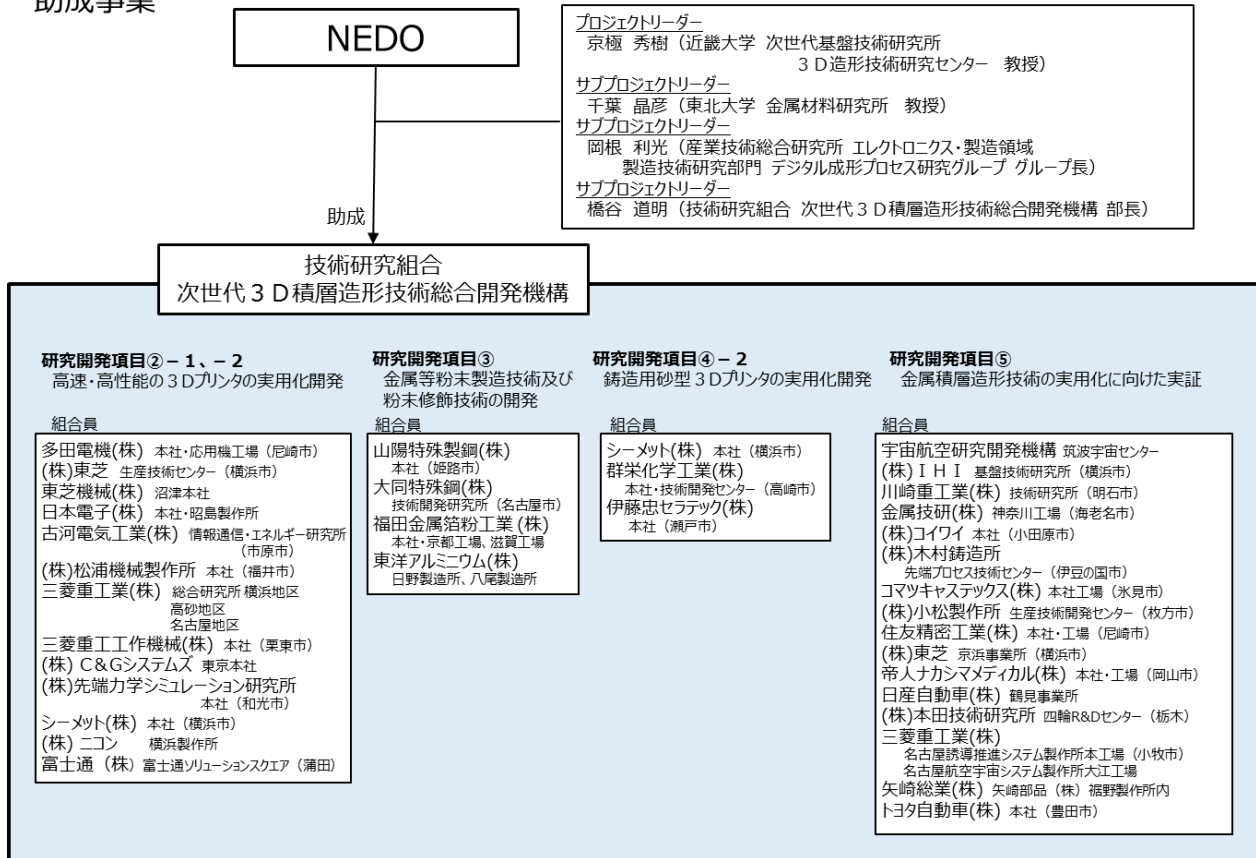 助成事業
NEDO
プロジェクトリーダー
京極 秀樹（近畿大学 次世代基盤技術研究所
３Ｄ造形技術研究センター 教授）
サブプロジェクトリーダー
千葉 晶彦（東北大学 金属材料研究所 教授）
サブプロジェクトリーダー
岡根 利光（産業技術総合研究所 エレクトロニクス・製造領域
製造技術研究部門 デジタル成形プロセス研究グループ グループ長）
サブプロジェクトリーダー
橋谷 道明（技術研究組合 次世代３Ｄ積層造形技術総合開発機構 部長）
助成
技術研究組合
次世代３Ｄ積層造形技術総合開発機構
研究開発項目②－１、－２
高速・高性能の３Ｄプリンタの実用化開発
組合員
多田電機(株) 本社・応用機工場（尼崎市）
(株)東芝 生産技術センター（横浜市）
東芝機械(株) 沼津本社
日本電子(株) 本社・昭島製作所
古河電気工業(株) 情報通信・エネルギー研究所
（市原市）
(株)松浦機械製作所 本社（福井市）
三菱重工業(株) 総合研究所 横浜地区
高砂地区
名古屋地区
三菱重工工作機械(株) 本社（栗東市）
(株) C&Gシステムズ 東京本社
(株)先端力学シミュレーション研究所
本社（和光市）
シーメット(株) 本社（横浜市）
(株) ニコン 横浜製作所
富士通（株）富士通ソリューションスクエア（蒲田）
研究開発項目③
金属等粉末製造技術及び
粉末修飾技術の開発
組合員
山陽特殊製鋼(株)
本社（姫路市）
大同特殊鋼(株)
技術開発研究所（名古屋市）
福田金属箔粉工業(株)
本社・京都工場、滋賀工場
東洋アルミニウム(株)
日野製造所、八尾製造所
研究開発項目④－２
鋳造用砂型３Ｄプリンタの実用化開発
組合員
シーメット(株) 本社（横浜市）
群栄化学工業(株)
本社・技術開発センター（高崎市）
伊藤忠セラテック(株)
本社（瀬戸市）
研究開発項目⑤
金属積層造形技術の実用化に向けた実証
組合員
宇宙航空研究開発機構 筑波宇宙センター
(株)ＩＨＩ 基盤技術研究所（横浜市）
川崎重工業(株) 技術研究所（明石市）
金属技研(株) 神奈川工場（海老名市）
(株)コイワイ 本社（小田原市）
(株)木村鋳造所
先端プロセス技術センター（伊豆の国市）
コマツキャステックス(株) 本社工場（氷見市）
(株)小松製作所 生産技術開発センター（枚方市）
住友精密工業(株) 本社・工場（尼崎市）
(株)東芝 京浜事業所（横浜市）
帝人ナカシマメディカル(株) 本社・工場（岡山市）
日産自動車(株) 鶴見事業所
(株)本田技術研究所 四輪R&Dセンター（栃木）
三菱重工業(株)
名古屋誘導推進システム製作所本工場（小牧市）
名古屋航空宇宙システム製作所大江工場
矢崎総業(株) 矢崎部品（株）裾野製作所内
トヨタ自動車(株) 本社（豊田市）